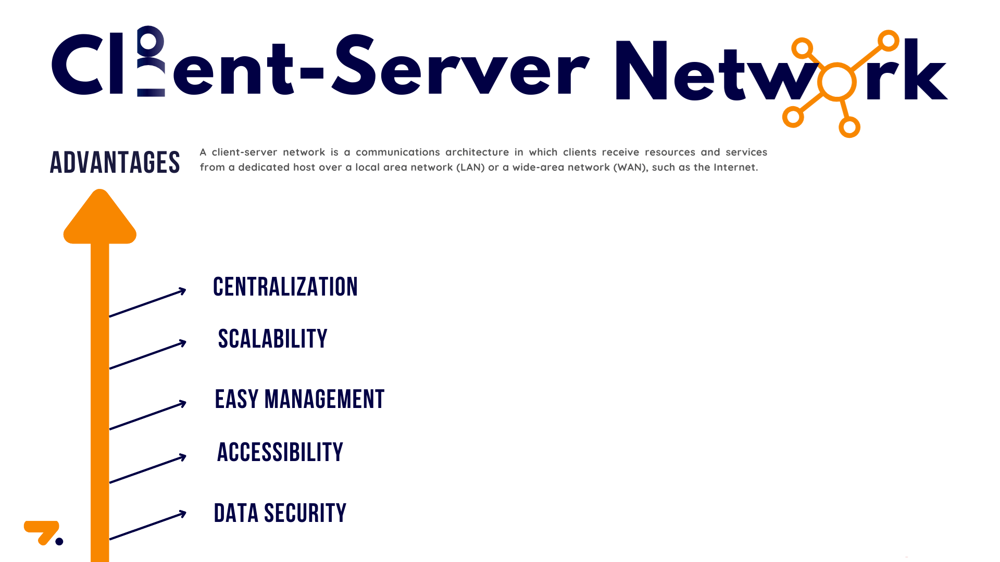 Client-Server Network
ADVANTAGES
A client-server network is a communications architecture in which clients receive resources and services
from a dedicated host over a local area network (LAN) or a wide-area network (WAN), such as the Internet.
CENTRALIZATION
SCALABILITY
EASY MANAGEMENT
ACCESSIBILITY
DATA SECURITY